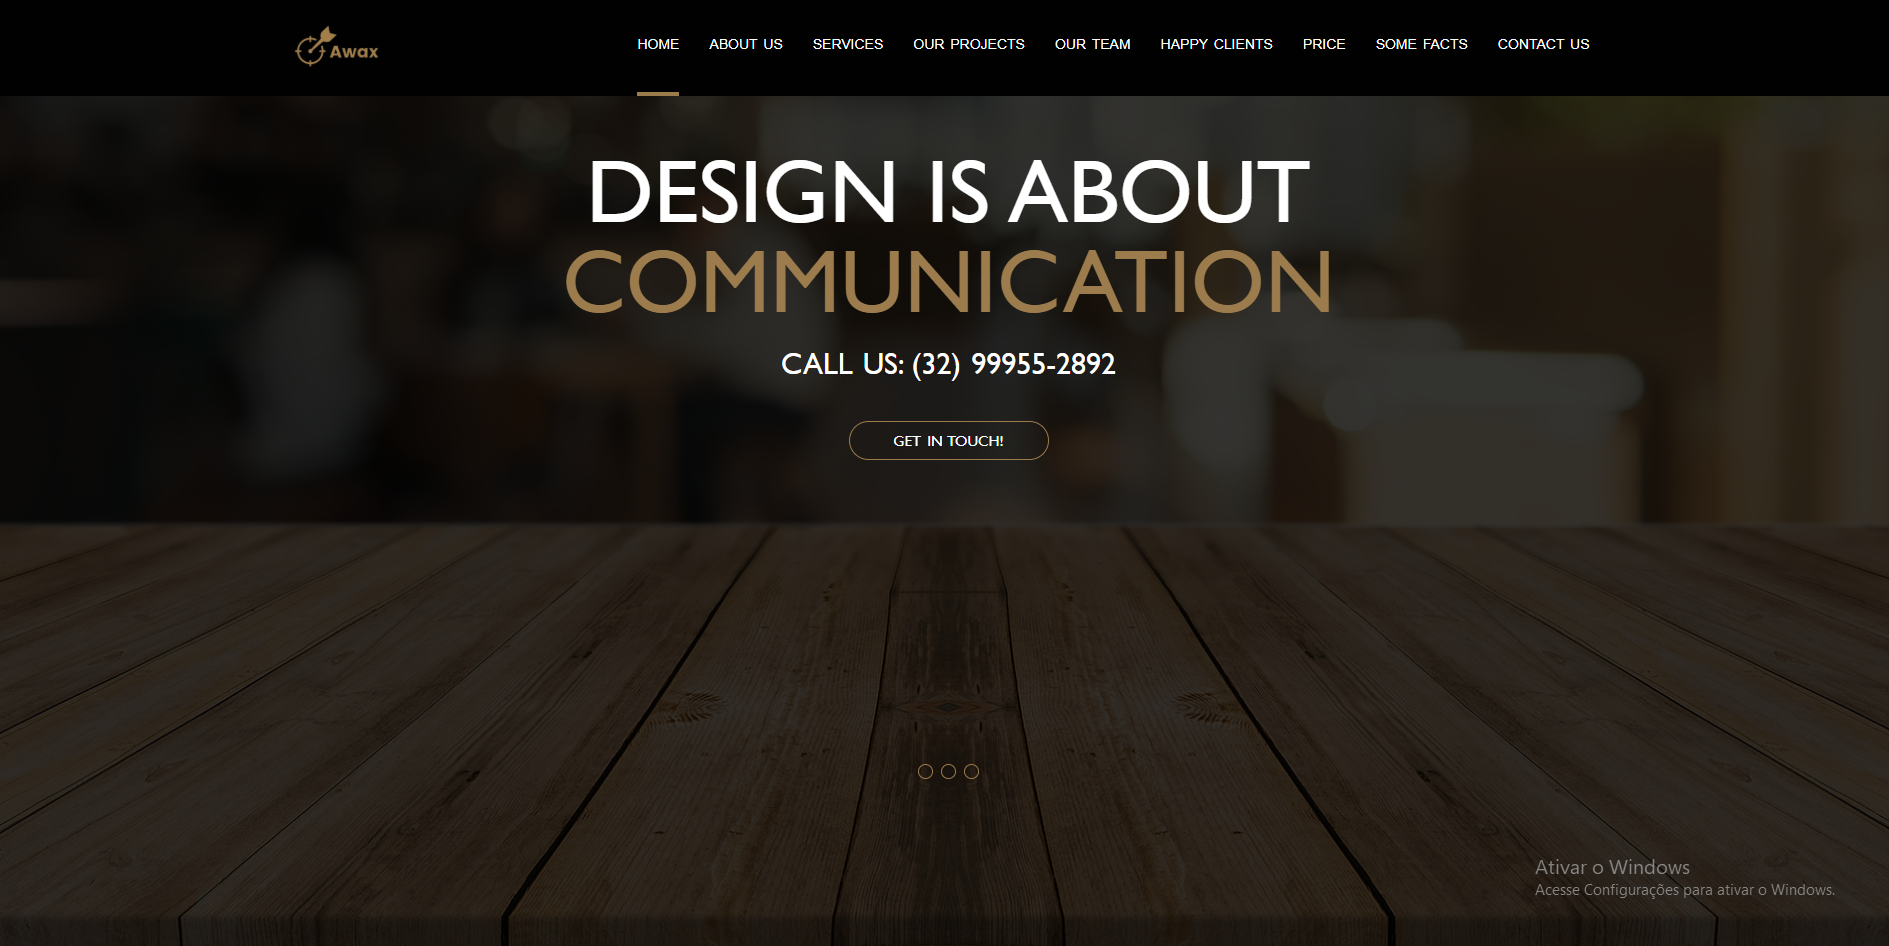 Awax
HOME ABOUT US SERVICES OUR PROJECTS OUR TEAM HAPPY CLIENTS PRICE SOME FACTS CONTACT US
DESIGN IS ABOUT
COMMUNICATION
CALL US: (32) 99955-2892
GET IN TOUCH!
Ativar o Windows
Acesse Configurações para ativar o Windows.